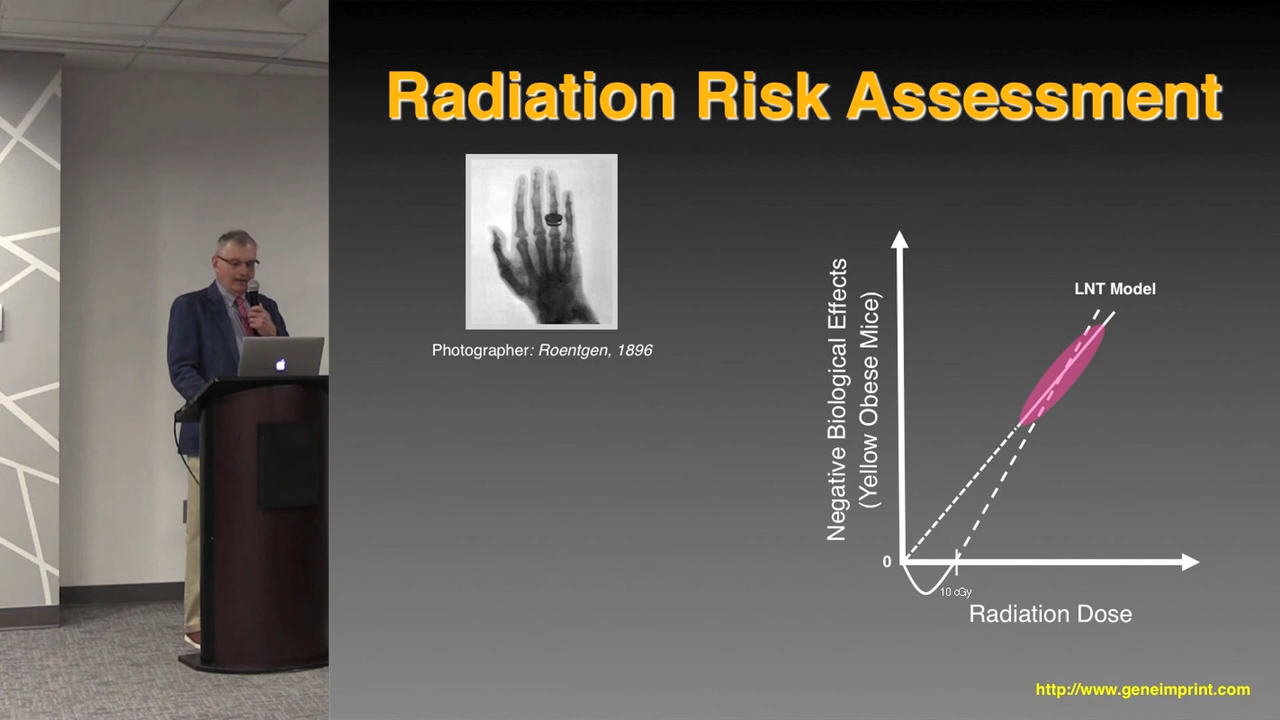 Radiation Risk Assessment
Photographer: Roentgen, 1896
Negative Biological Effects
(Yellow Obese Mice)
LNT Model
0
10 cGy
Radiation Dose
http://www.geneimprint.com